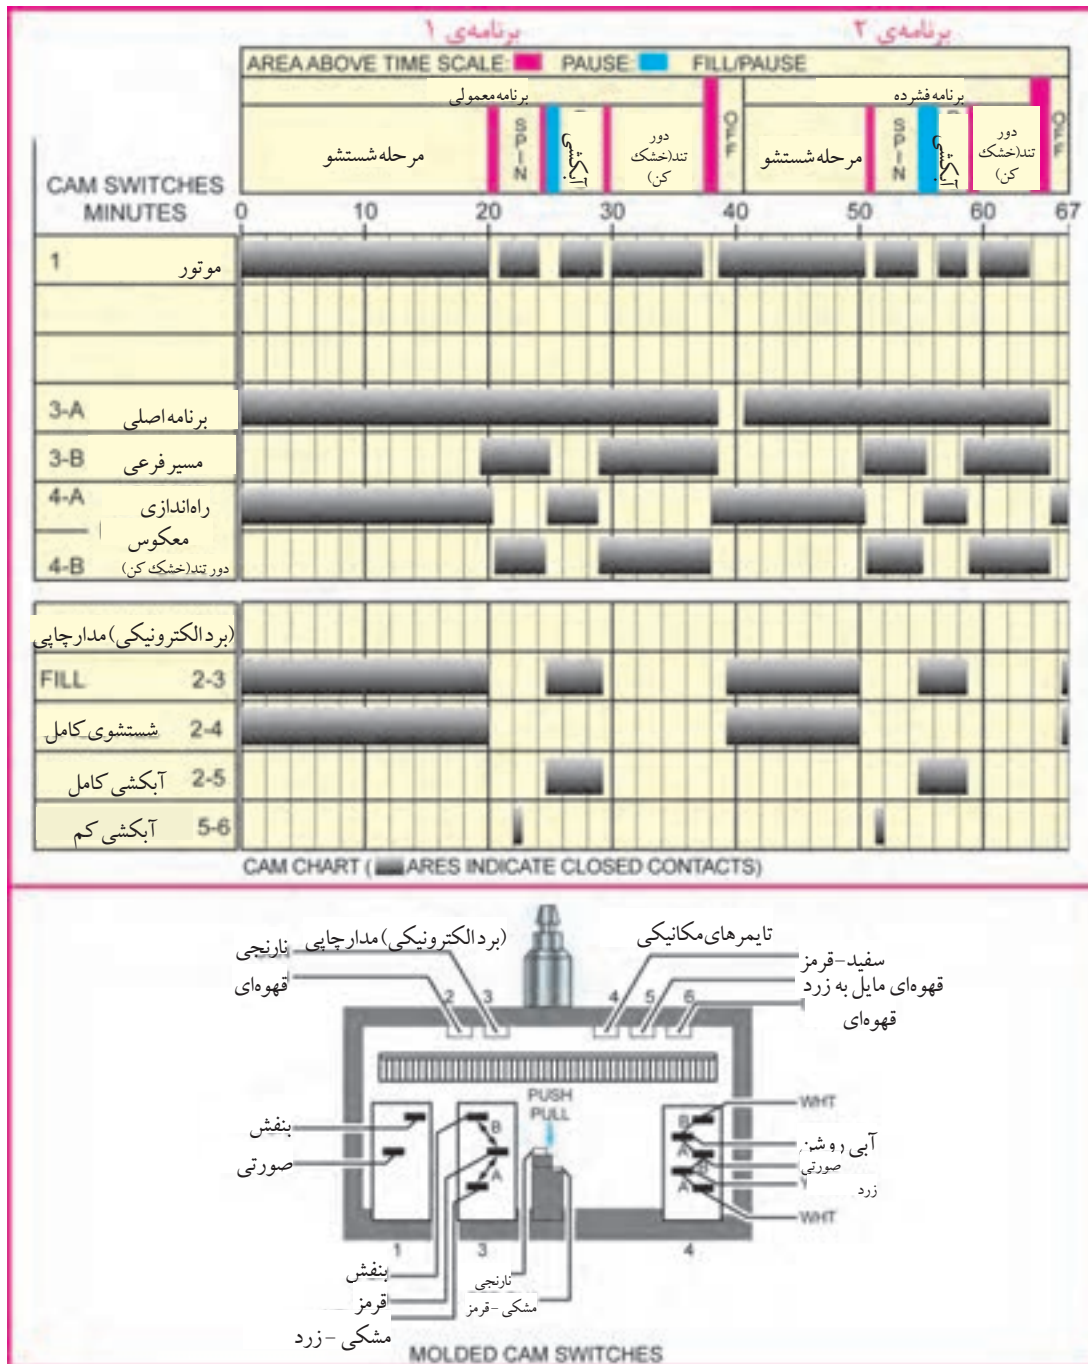 برنامه‌ی ۱
برنامه‌ی ۲
AREA ABOVE TIME SCALE: PAUSE: FILL/PAUSE
برنامه معمولی
برنامه فشرده
مرحله شستشو
SPIN
آبکشی
دور
تند(خشک
کن)
OFF
مرحله شستشو
SPIN
آبکشی
دور
تند(خشک
کن)
OFF
CAM SWITCHES
MINUTES
0 10 20 30 40 50 60 67
1 موتور
3-A برنامه اصلی
3-B مسیر فرعی
4-A راه‌اندازی
معکوس
4-B دور تند(خشک کن)
(برد الکترونیکی) مدارچاپی
FILL 2-3
شستشوی کامل 2-4
آبکشی کامل 2-5
آبکشی کم 5-6
CAM CHART ( ARES INDICATE CLOSED CONTACTS)
نارنجی
(برد الکترونیکی) مدارچاپی
تایمرهای مکانیکی
قهوه‌ای
سفید-قرمز
قهوه‌ای مایل به زرد
قهوه‌ای
2 3 4 5 6
PUSH
PULL
WHT
بنفش
صورتی
B
A
B
A
B
A
آبی روشن
صورتی
زرد
WHT
1 3 4
بنفش
قرمز
مشکی - زرد
نارنجی
مشکی - قرمز
MOLDED CAM SWITCHES